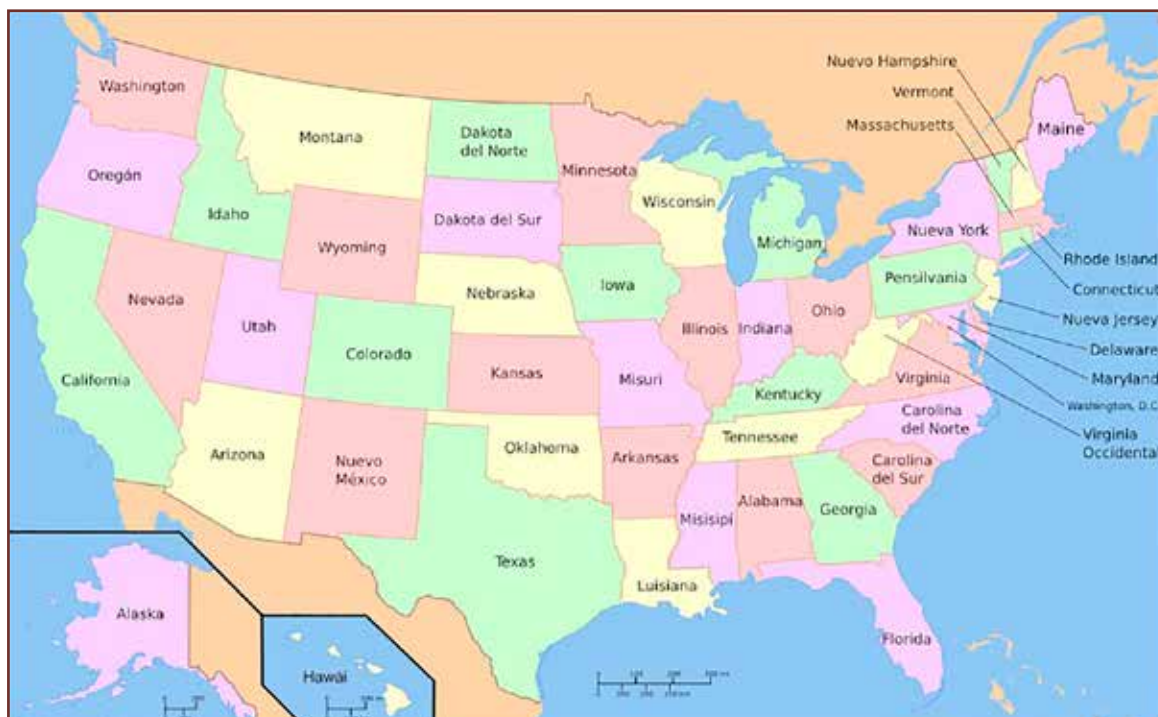 Washington
Montana
Dakota
del Norte
Minnesota
Nuevo Hampshire
Vermont
Massachusetts
Maine
Oregón
Idaho
Wyoming
Dakota del Sur
Wisconsin
Michigan
Nueva York
Rhode Island
Connecticut
Nueva Jersey
Delaware
Maryland
Washington, D.C
Virginia
Occidental
Nevada
Utah
Colorado
Nebraska
Iowa
Illinois
Indiana
Ohio
Pensilvania
California
Kansas
Misuri
Kentucky
Virginia
Arizona
Nuevo
México
Oklahoma
Arkansas
Tennessee
Carolina
del Norte
Carolina
del Sur
Texas
Luisiana
Misisipi
Alabama
Georgia
Florida
Alaska
Hawái